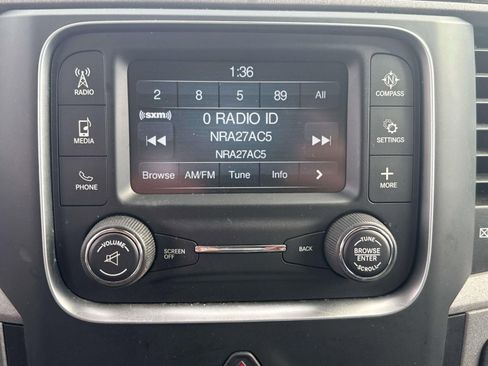 1:36
2 8 5 89 All
((sxm))
0 RADIO ID
NRA27AC5
NRA27AC5
Browse AM/FM Tune Info >
RADIO
MEDIA
PHONE
N
COMPASS
SETTINGS
MORE
VOLUME
SCREEN OFF
BACK
TUNE
BROWSE
ENTER
SCROLL